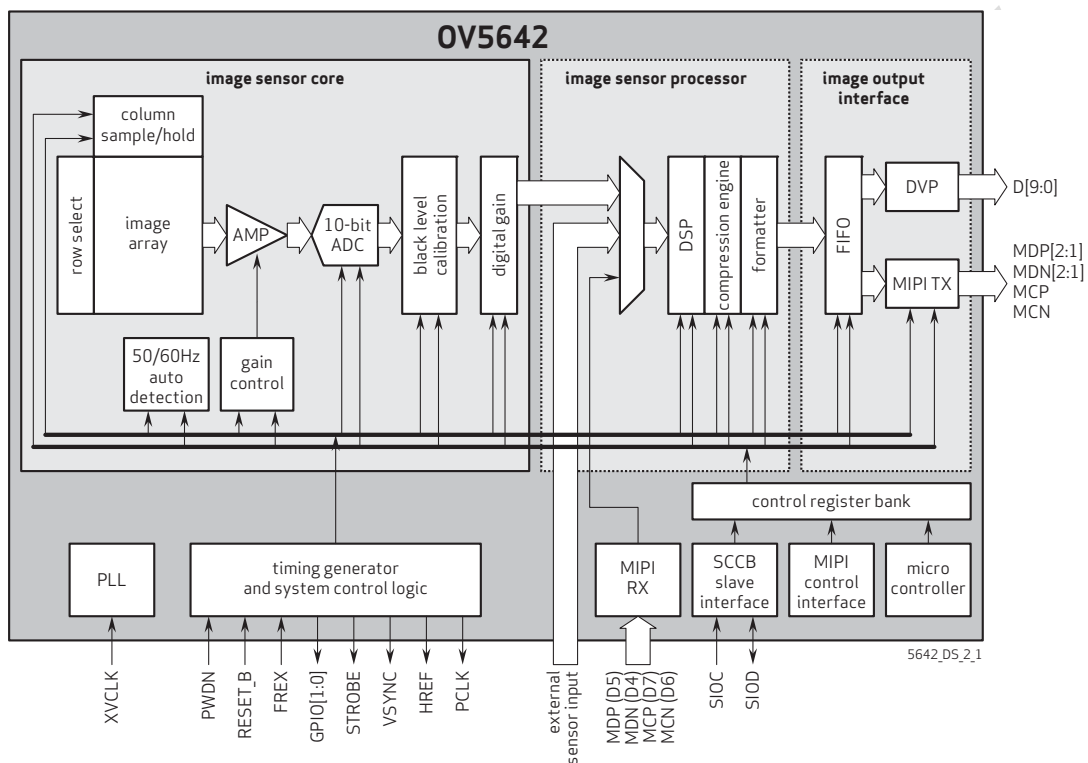 OV5642
image sensor core
image sensor processor
image output
interface
column
sample/hold
row select
image
array
AMP
10-bit
ADC
black level
calibration
digital gain
DSP
compression engine
formatter
FIFO
DVP
MIPI TX
D[9:0]
MDP[2:1]
MDN[2:1]
MCP
MCN
50/60Hz
auto
detection
gain
control
control register bank
PLL
timing generator
and system control logic
MIPI
RX
SCCB
slave
interface
MIPI
control
interface
micro
controller
5642_DS_2_1
XVCLK
PWDN
RESET_B
FREX
GPIO[1:0]
STROBE
VSYNC
HREF
PCLK
external
sensor input
MDP (D5)
MDN (D4)
MCP (D7)
MCN (D6)
SIOC
SIOD